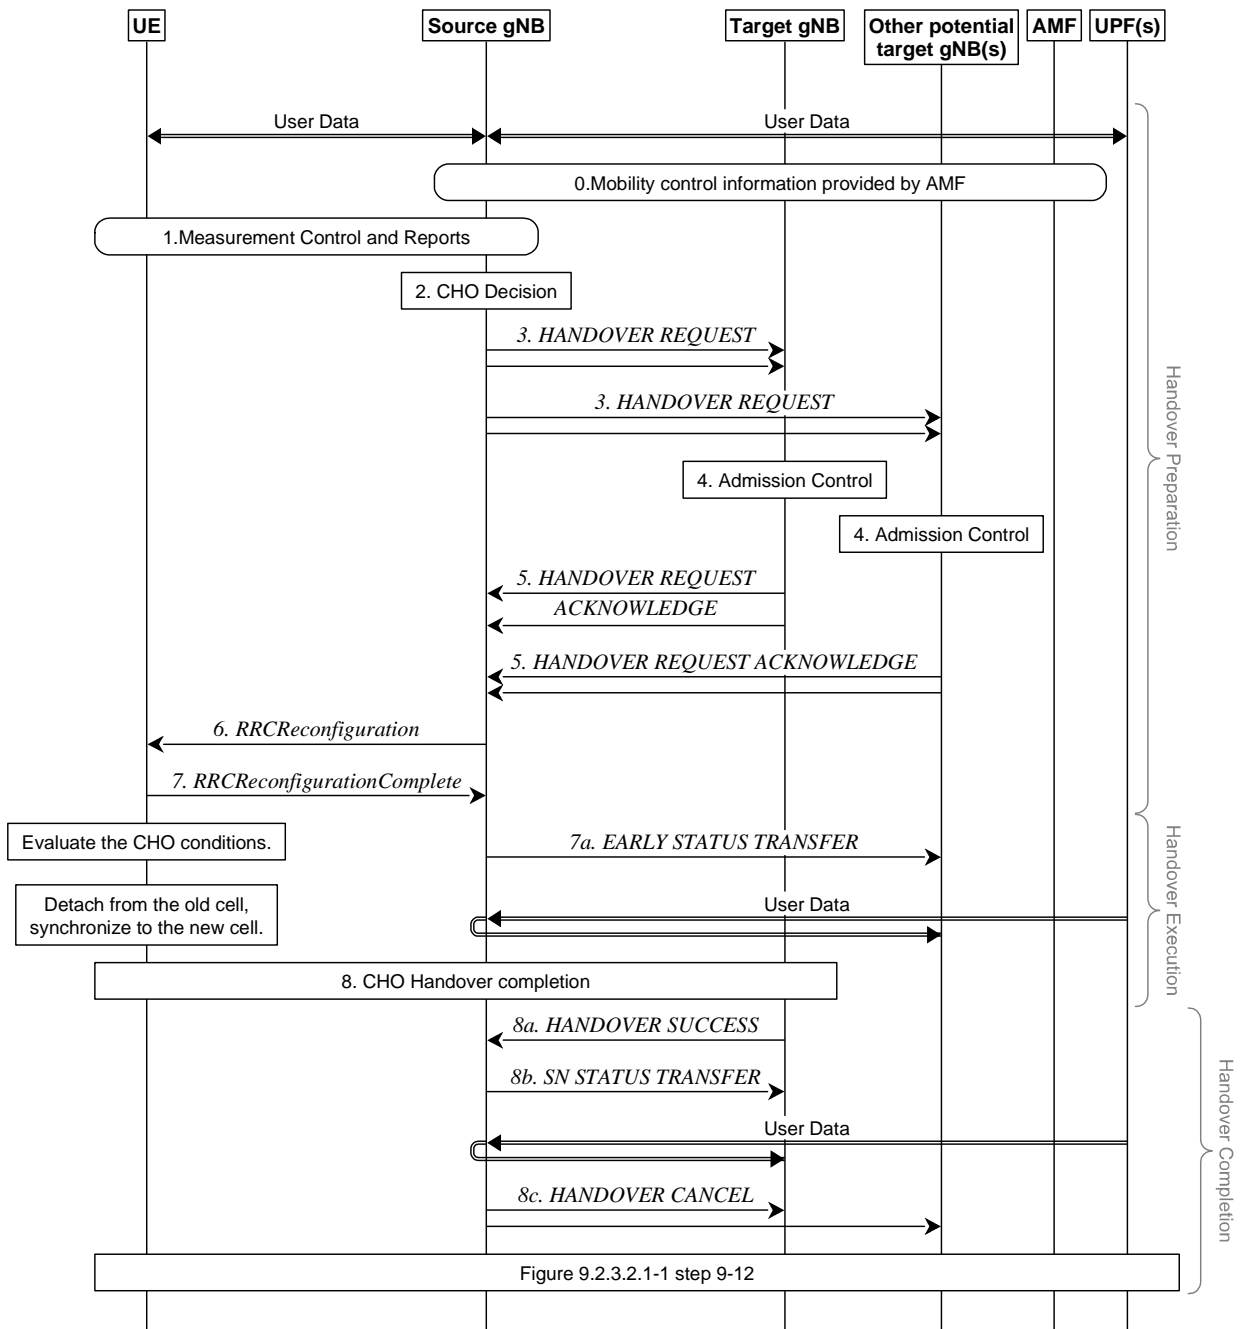 UE
Source gNB
Target gNB
Other potential
target gNB(s)
AMF
UPF(s)
User Data
User Data
0.Mobility control information provided by AMF
1.Measurement Control and Reports
2. CHO Decision
3. HANDOVER REQUEST
3. HANDOVER REQUEST
4. Admission Control
4. Admission Control
5. HANDOVER REQUEST
ACKNOWLEDGE
5. HANDOVER REQUEST ACKNOWLEDGE
6. RRCReconfiguration
7. RRCReconfigurationComplete
Handover Preparation
Evaluate the CHO conditions.
7a. EARLY STATUS TRANSFER
Detach from the old cell,
synchronize to the new cell.
User Data
8. CHO Handover completion
Handover Execution
8a. HANDOVER SUCCESS
8b. SN STATUS TRANSFER
User Data
8c. HANDOVER CANCEL
Figure 9.2.3.2.1-1 step 9-12
Handover Completion